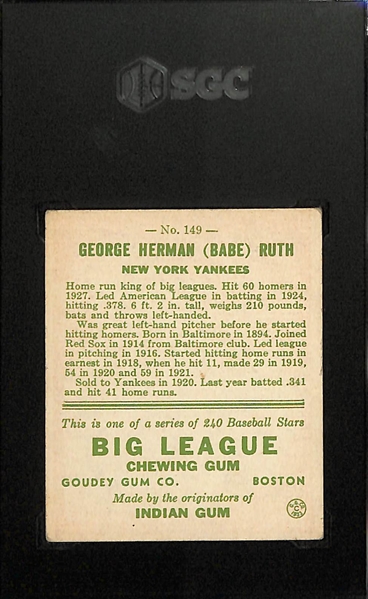 SGC
— No. 149 —
GEORGE HERMAN (BABE) RUTH
NEW YORK YANKEES
Home run king of big leagues. Hit 60 homers in
1927. Led American League in batting in 1924,
hitting .378. 6 ft. 2 in. tall, weighs 210 pounds,
bats and throws left-handed.
Was great left-hand pitcher before he started
hitting homers. Born in Baltimore in 1894. Joined
Red Sox in 1914 from Baltimore club. Led league
in pitching in 1916. Started hitting home runs in
earnest in 1918, when he hit 11, made 29 in 1919,
54 in 1920 and 59 in 1921.
Sold to Yankees in 1920. Last year batted .341
and hit 41 home runs.
This is one of a series of 240 Baseball Stars
BIG LEAGUE
CHEWING GUM
GOUDEY GUM CO. BOSTON
Made by the originators of
INDIAN GUM